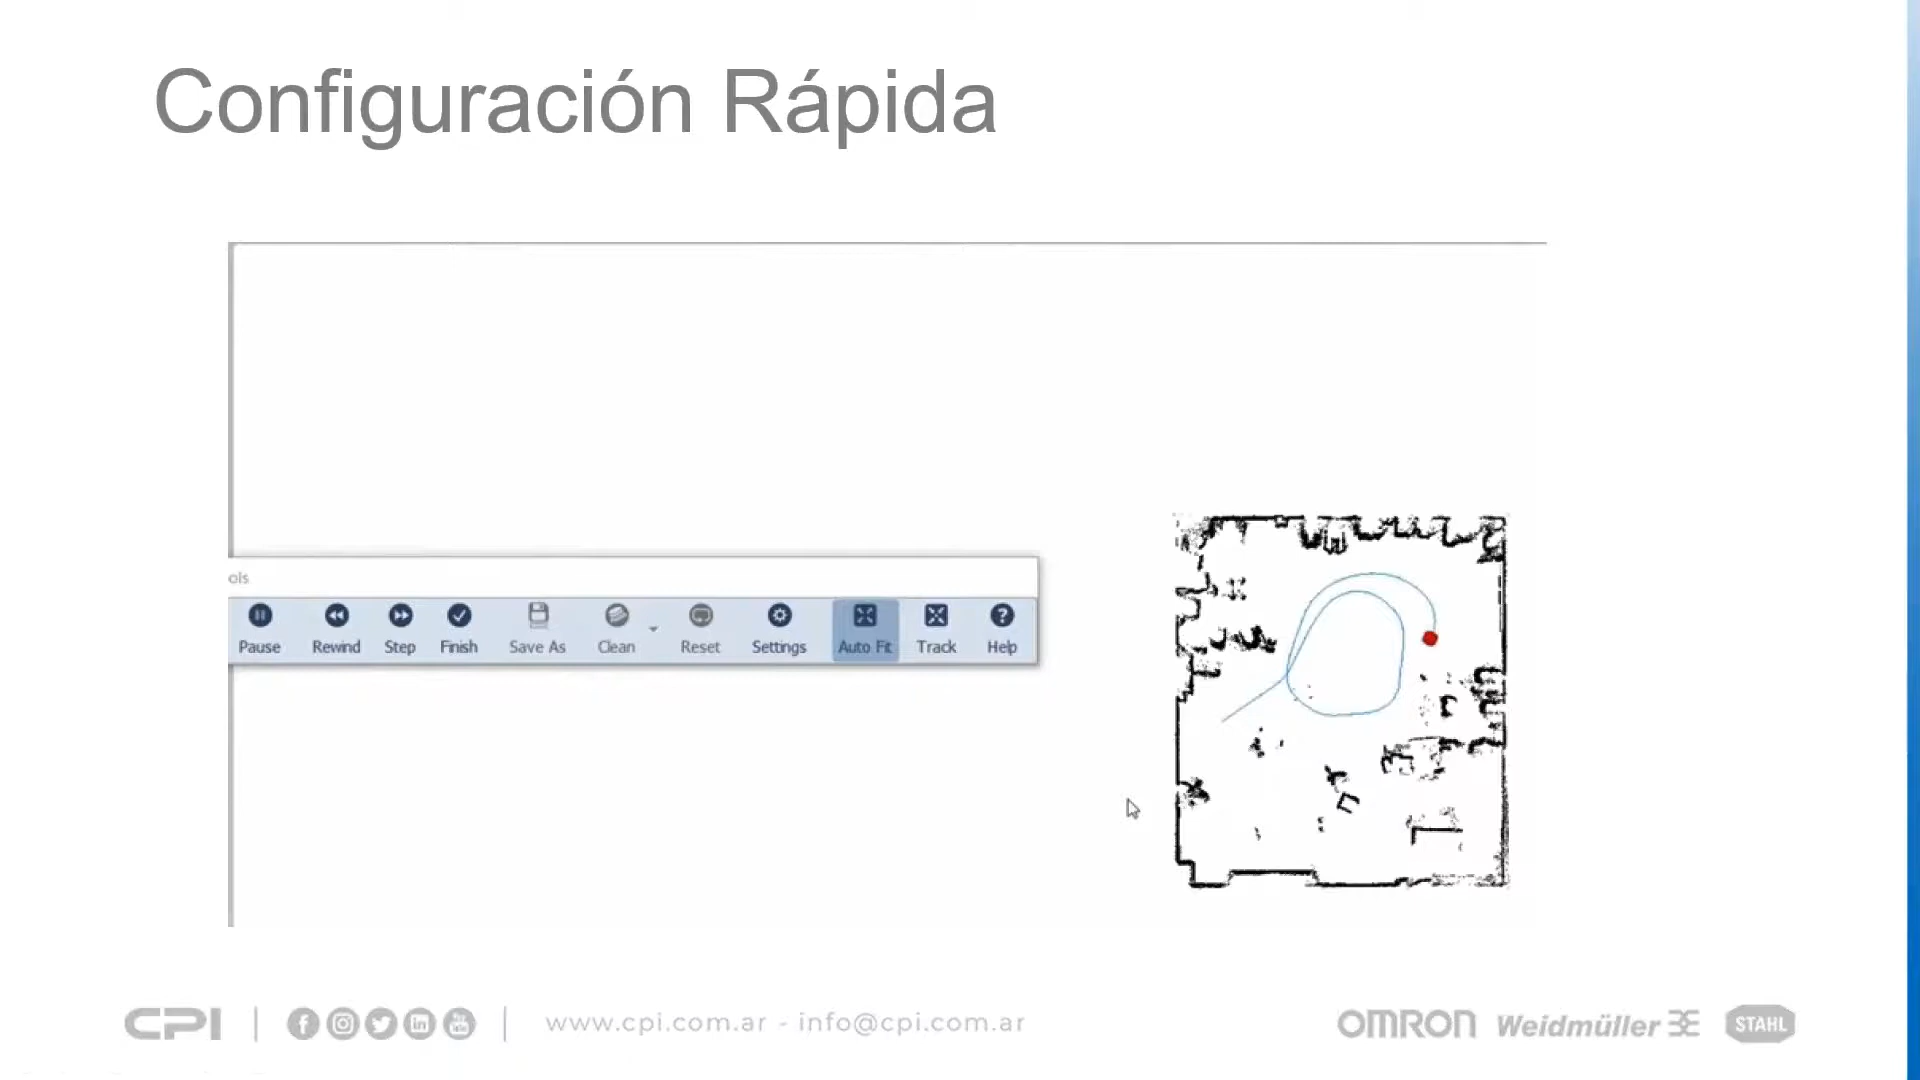 Configuración Rápida
ols
Pause Rewind Step Finish Save As Clean Reset Settings Auto Fit Track Help
CPI | www.cpi.com.ar - info@cpi.com.ar OMRON Weidmüller STAHL